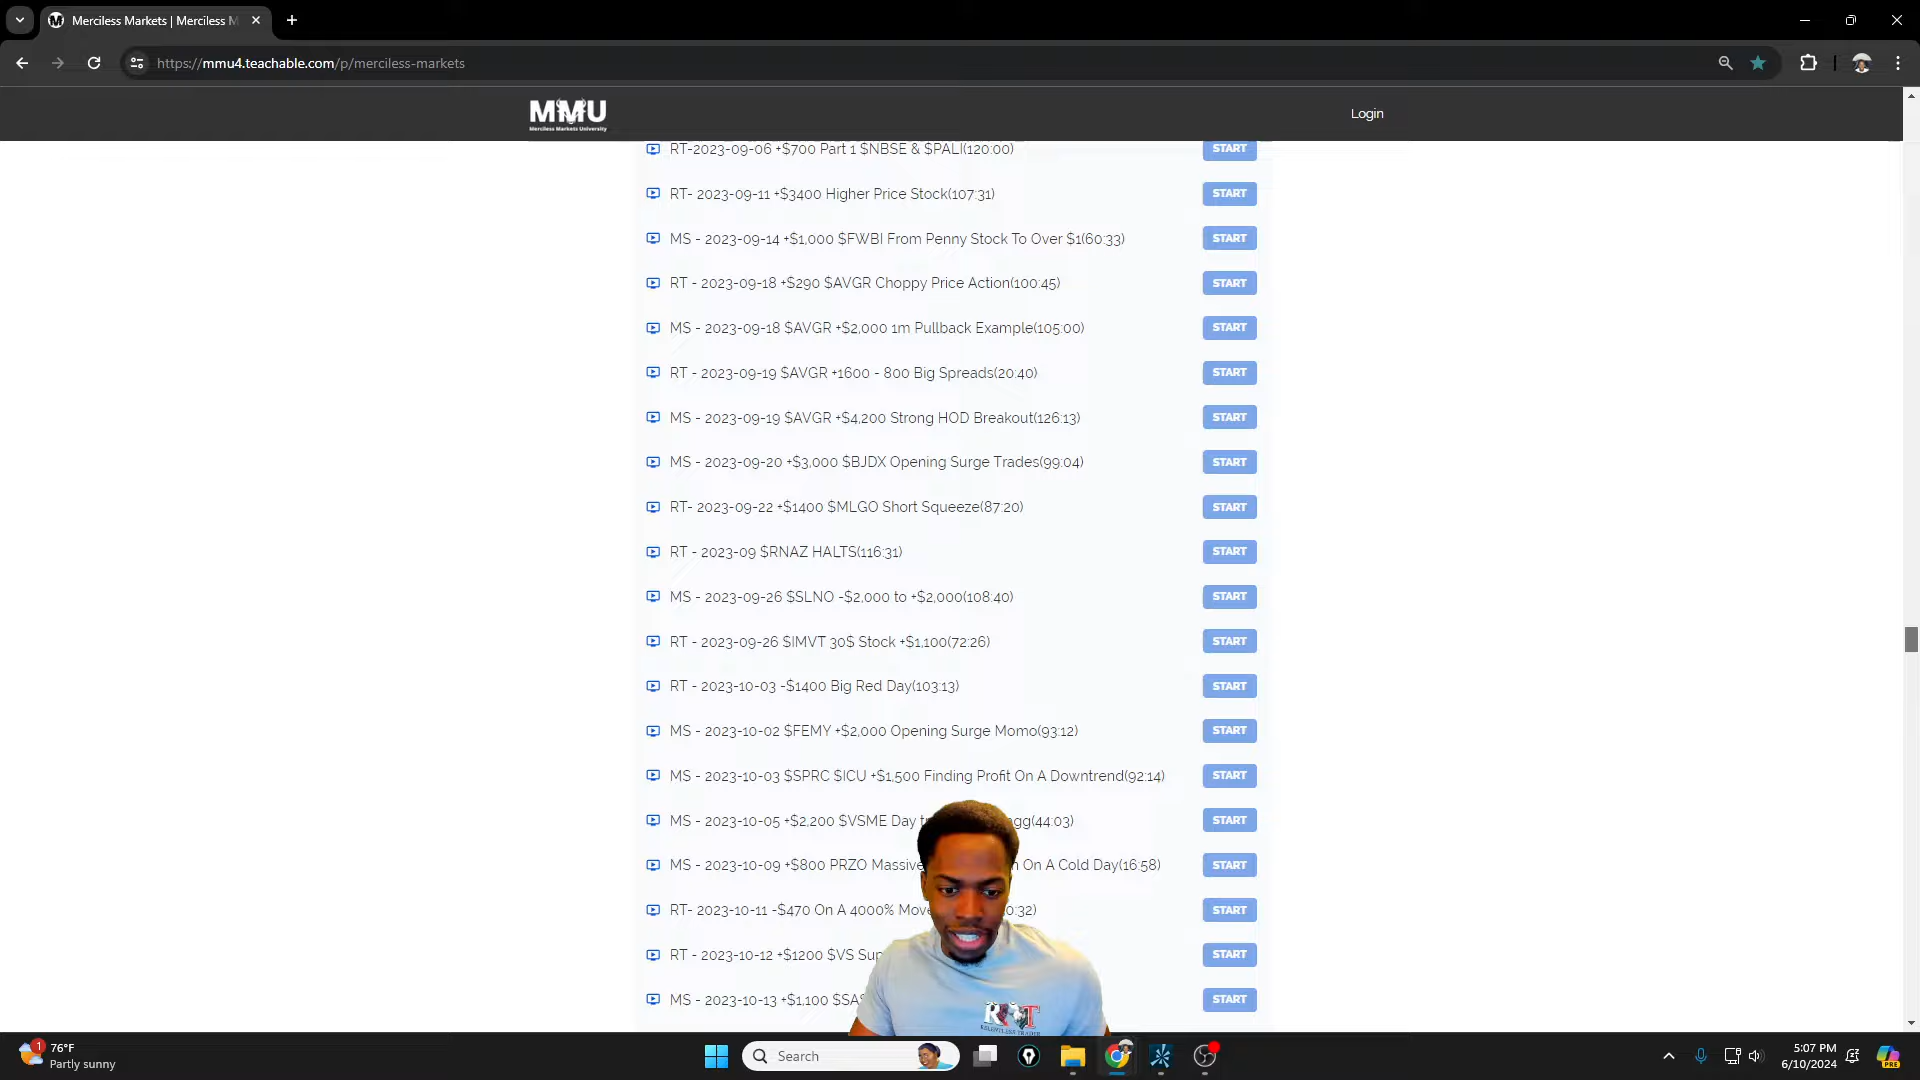 Merciless Markets | Merciless M
https://mmu4.teachable.com/p/merciless-markets
MMU
Merciless Markets University
Login
RT-2023-09-06 +$700 Part 1 $NBSE & $PALI(120:00)
START
RT- 2023-09-11 +$3400 Higher Price Stock(107:31)
START
MS - 2023-09-14 +$1,000 $FWBI From Penny Stock To Over $1(60:33)
START
RT - 2023-09-18 +$290 $AVGR Choppy Price Action(100:45)
START
MS - 2023-09-18 $AVGR +$2,000 1m Pullback Example(105:00)
START
RT - 2023-09-19 $AVGR +1600 - 800 Big Spreads(20:40)
START
MS - 2023-09-19 $AVGR +$4,200 Strong HOD Breakout(126:13)
START
MS - 2023-09-20 +$3,000 $BJDX Opening Surge Trades(99:04)
START
RT- 2023-09-22 +$1400 $MLGO Short Squeeze(87:20)
START
RT - 2023-09 $RNAZ HALTS(116:31)
START
MS - 2023-09-26 $SLNO -$2,000 to +$2,000(108:40)
START
RT - 2023-09-26 $IMVT 30$ Stock +$1,100(72:26)
START
RT - 2023-10-03 -$1400 Big Red Day(103:13)
START
MS - 2023-10-02 $FEMY +$2,000 Opening Surge Momo(93:12)
START
MS - 2023-10-03 $SPRC $ICU +$1,500 Finding Profit On A Downtrend(92:14)
START
MS - 2023-10-05 +$2,200 $VSME Day (44:03)
START
MS - 2023-10-09 +$800 PRZO Massive On A Cold Day(16:58)
START
RT- 2023-10-11 -$470 On A 4000% Move
START
RT - 2023-10-12 +$1200 $VS
START
MS - 2023-10-13 +$1,100
START
RELENTLESS TRADER
1
76°F
Partly sunny
Search
5:07 PM
6/10/2024
PRE